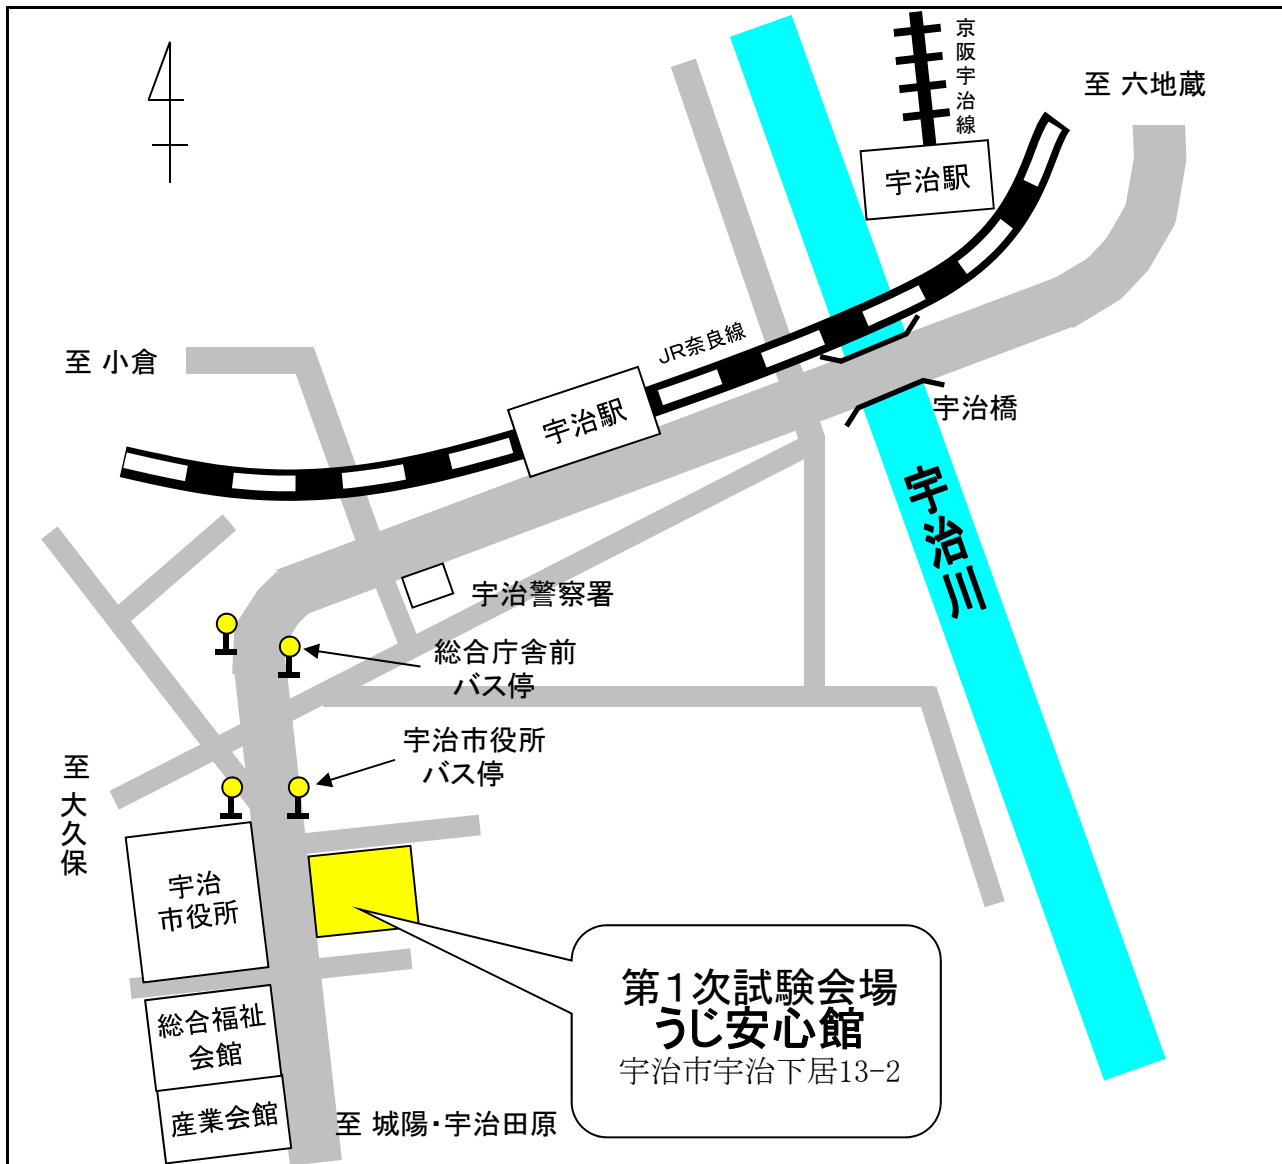 京阪宇治線
至 六地蔵
宇治駅
JR奈良線
至 小倉
宇治駅
宇治橋
宇治川
宇治警察署
総合庁舎前
バス停
宇治市役所
バス停
至 大久保
宇治
市役所
第１次試験会場
うじ安心館
宇治市宇治下居13-2
総合福祉
会館
産業会館
至 城陽・宇治田原